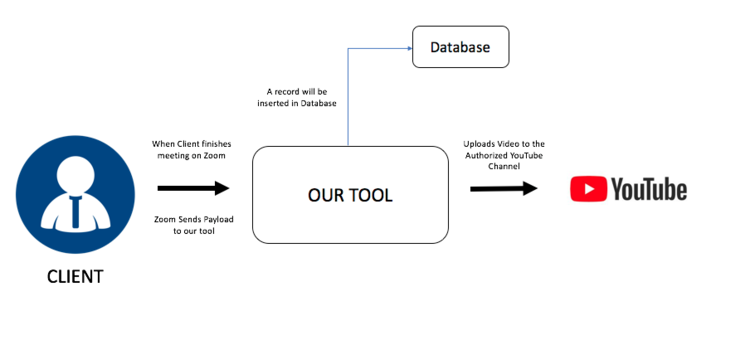 Database
A record will be
inserted in Database
When Client finishes
meeting on Zoom
Zoom Sends Payload
to our tool
CLIENT
OUR TOOL
Uploads Video to the
Authorized YouTube
Channel
YouTube